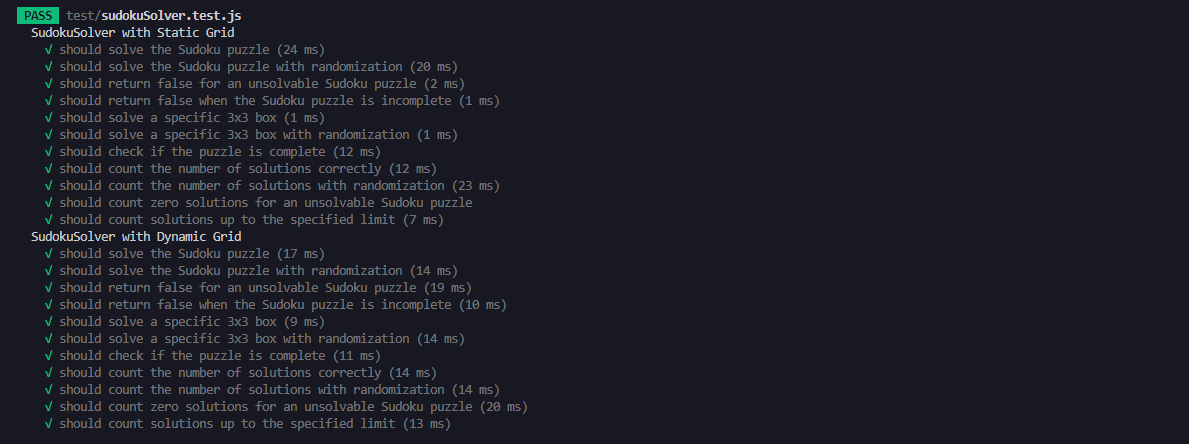 PASS test/sudokuSolver.test.js
SudokuSolver with Static Grid
√ should solve the Sudoku puzzle (24 ms)
√ should solve the Sudoku puzzle with randomization (20 ms)
√ should return false for an unsolvable Sudoku puzzle (2 ms)
√ should return false when the Sudoku puzzle is incomplete (1 ms)
√ should solve a specific 3x3 box (1 ms)
√ should solve a specific 3x3 box with randomization (1 ms)
√ should check if the puzzle is complete (12 ms)
√ should count the number of solutions correctly (12 ms)
√ should count the number of solutions with randomization (23 ms)
√ should count zero solutions for an unsolvable Sudoku puzzle
√ should count solutions up to the specified limit (7 ms)
SudokuSolver with Dynamic Grid
√ should solve the Sudoku puzzle (17 ms)
√ should solve the Sudoku puzzle with randomization (14 ms)
√ should return false for an unsolvable Sudoku puzzle (19 ms)
√ should return false when the Sudoku puzzle is incomplete (10 ms)
√ should solve a specific 3x3 box (9 ms)
√ should solve a specific 3x3 box with randomization (14 ms)
√ should check if the puzzle is complete (11 ms)
√ should count the number of solutions correctly (14 ms)
√ should count the number of solutions with randomization (14 ms)
√ should count zero solutions for an unsolvable Sudoku puzzle (20 ms)
√ should count solutions up to the specified limit (13 ms)